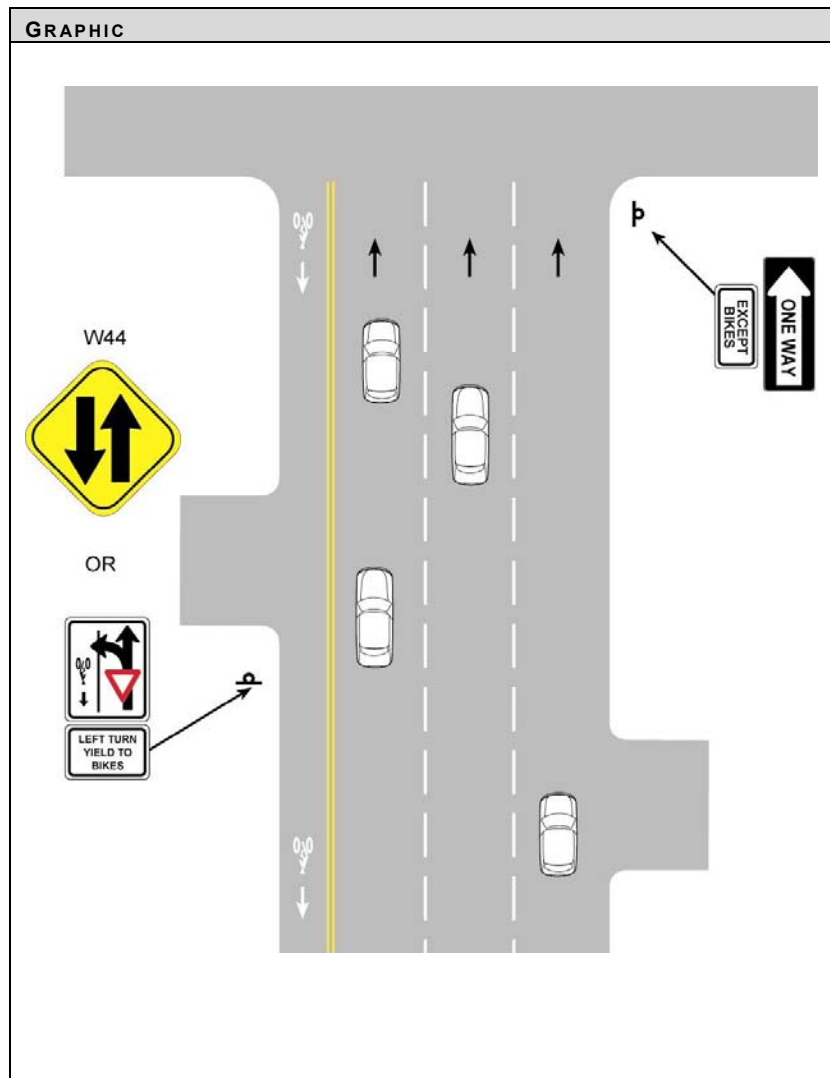 GRAPHIC
W44
OR
LEFT TURN
YIELD TO
BIKES
EXCEPT
BIKES
ONE WAY